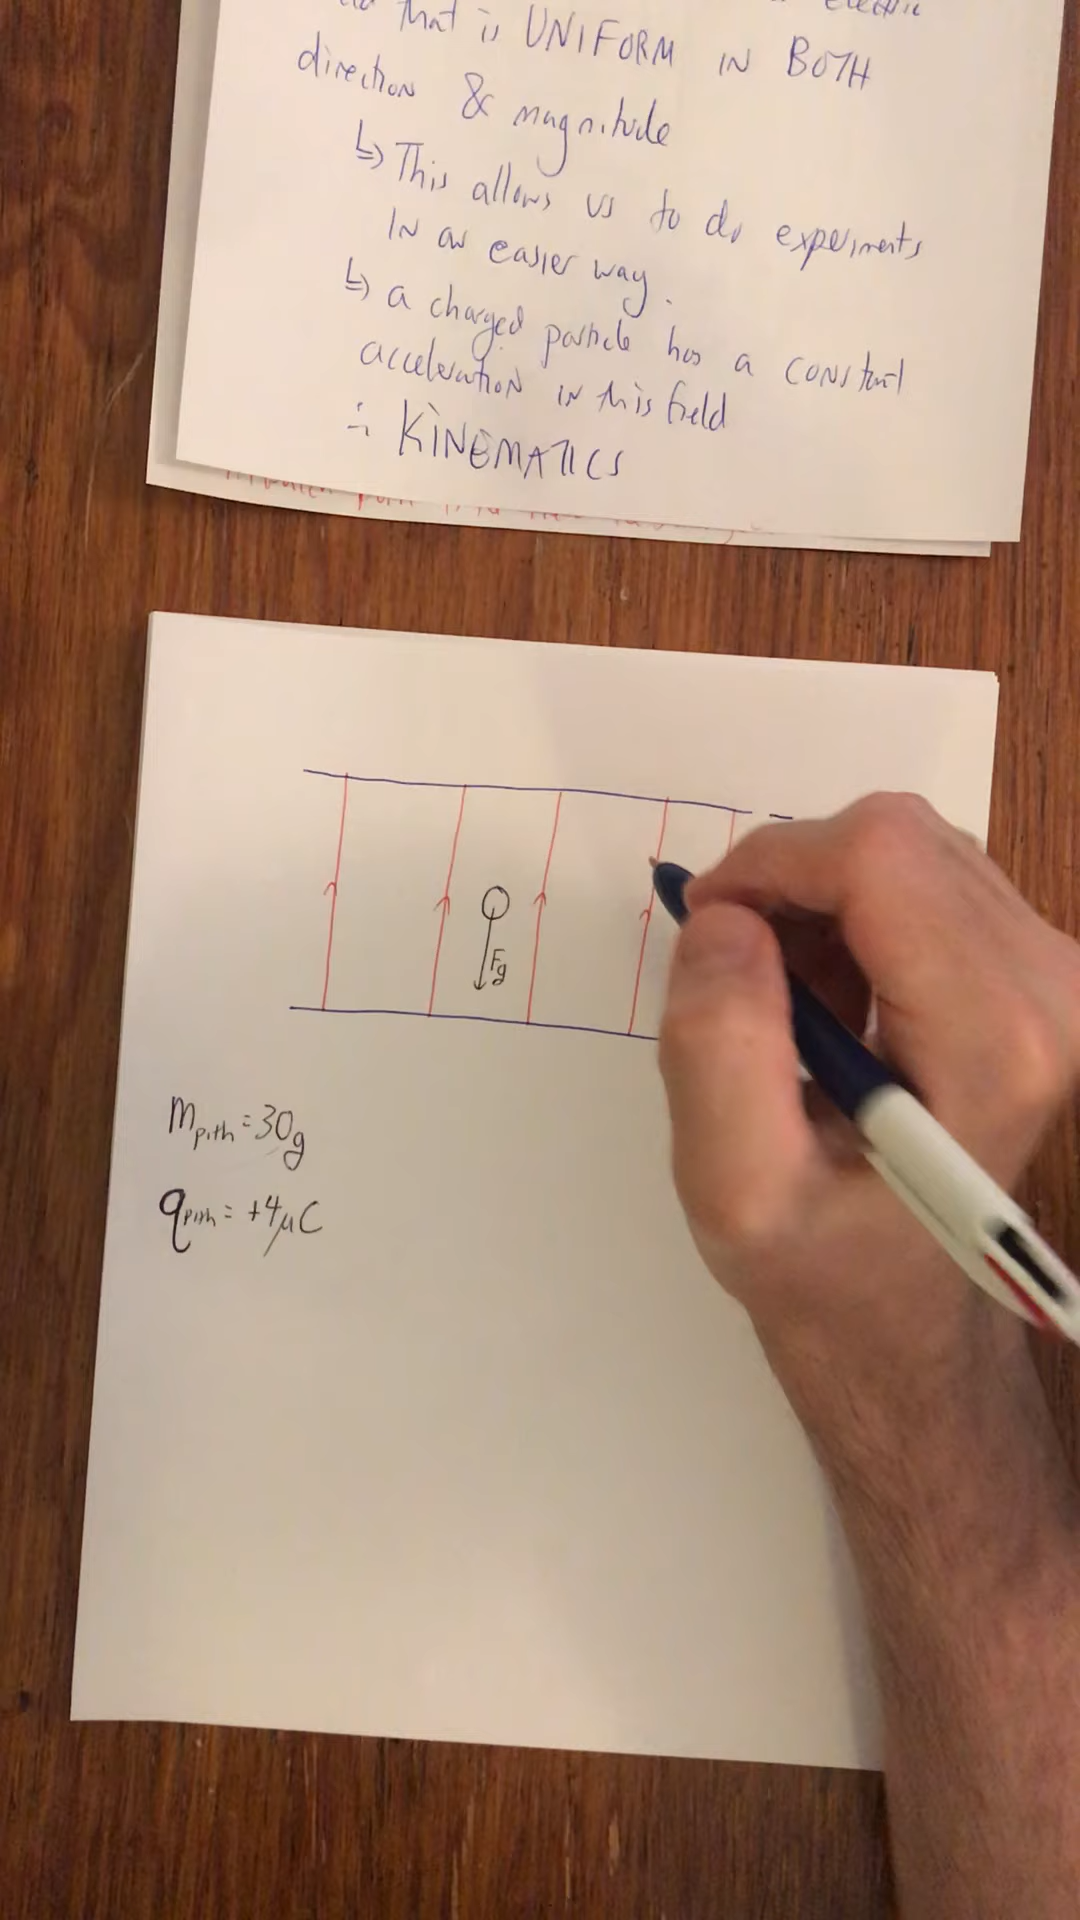 that is UNIFORM IN BOTH
direction & magnitude
↳ This allows us to do experiments
IN an easier way.
↳ a charged particle has a constant
acceleration in this field
∴ KINEMATICS
Fg
mpith = 30g
qpith = +4μC